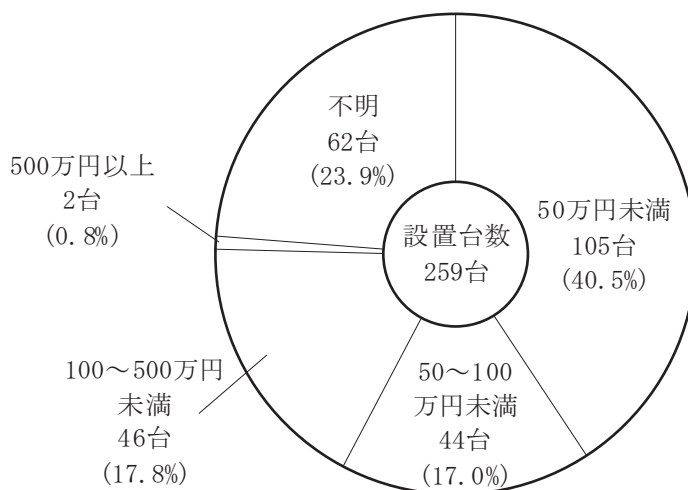 不明
62台
(23.9%)
500万円以上
2台
(0.8%)
設置台数
259台
50万円未満
105台
(40.5%)
100～500万円
未満
46台
(17.8%)
50～100
万円未満
44台
(17.0%)